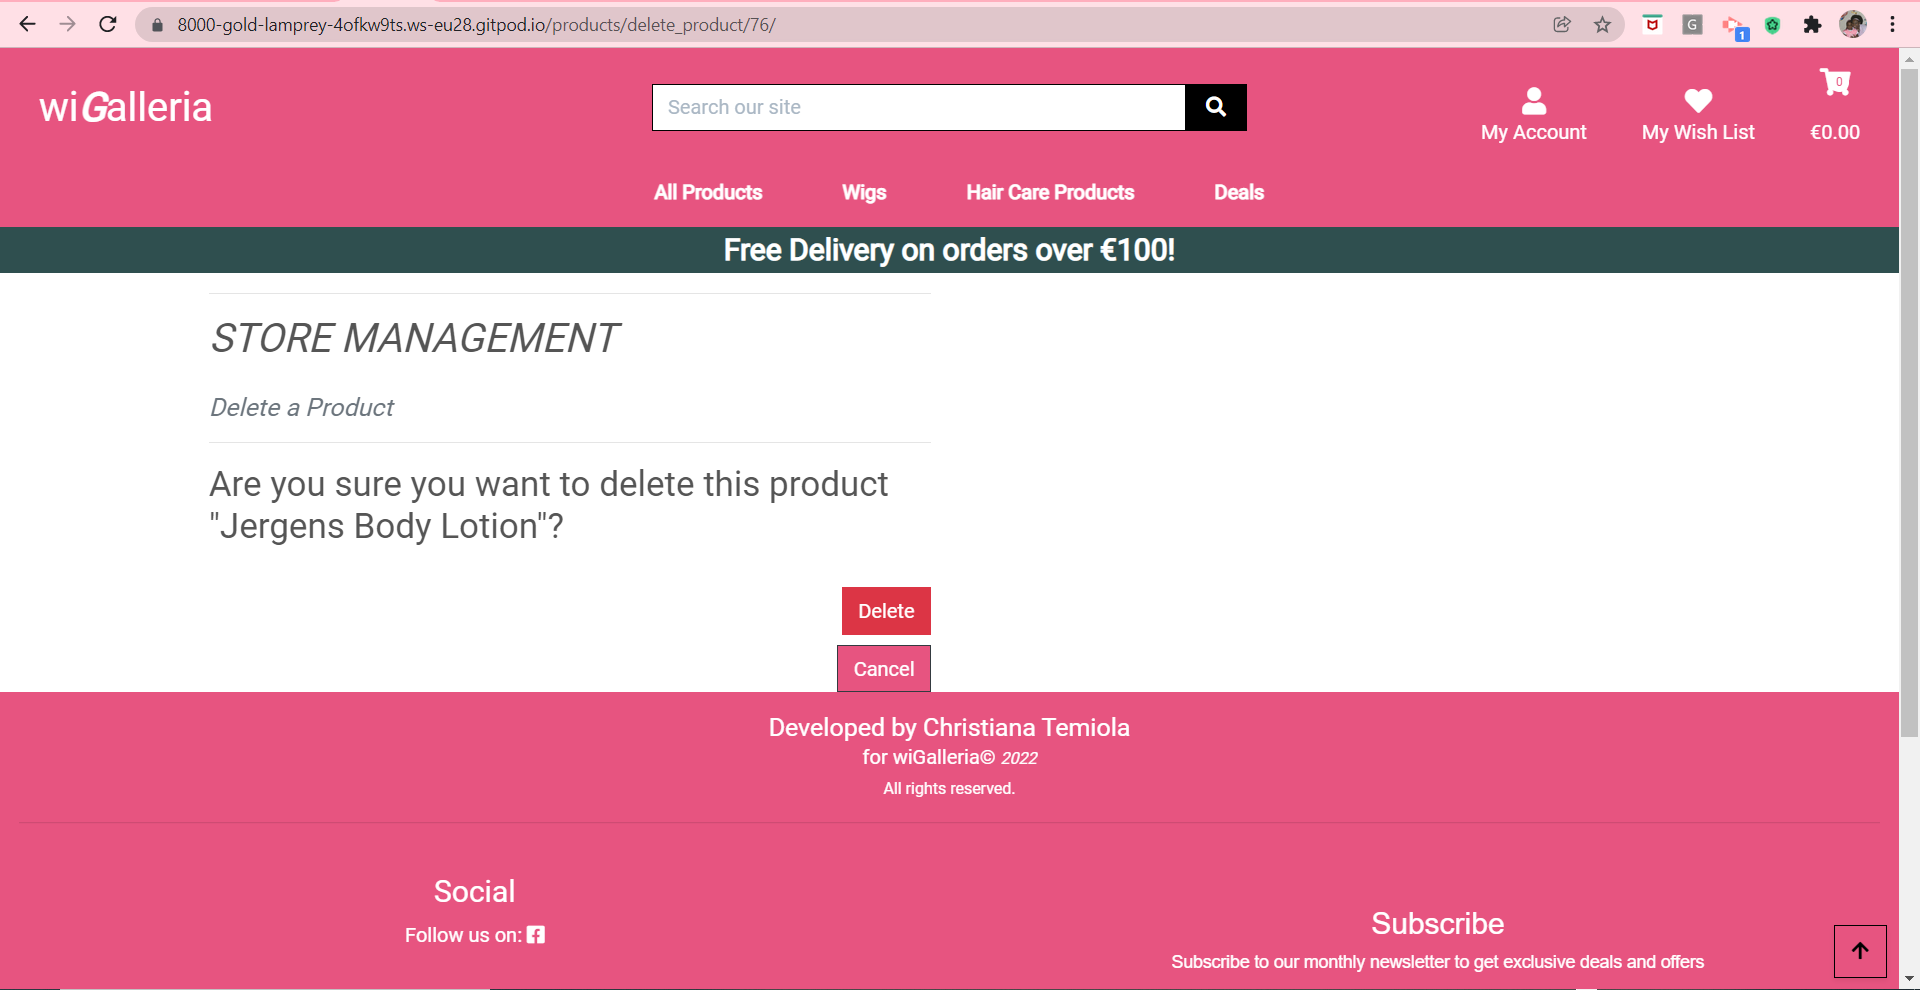 8000-gold-lamprey-4ofkw9ts.ws-eu28.gitpod.io/products/delete_product/76/
G
1
wiGalleria
Search our site
My Account
My Wish List
0
€0.00
All Products
Wigs
Hair Care Products
Deals
Free Delivery on orders over €100!
STORE MANAGEMENT
Delete a Product
Are you sure you want to delete this product
"Jergens Body Lotion"?
Delete
Cancel
Developed by Christiana Temiola
for wiGalleria© 2022
All rights reserved.
Social
Follow us on:
Subscribe
Subscribe to our monthly newsletter to get exclusive deals and offers